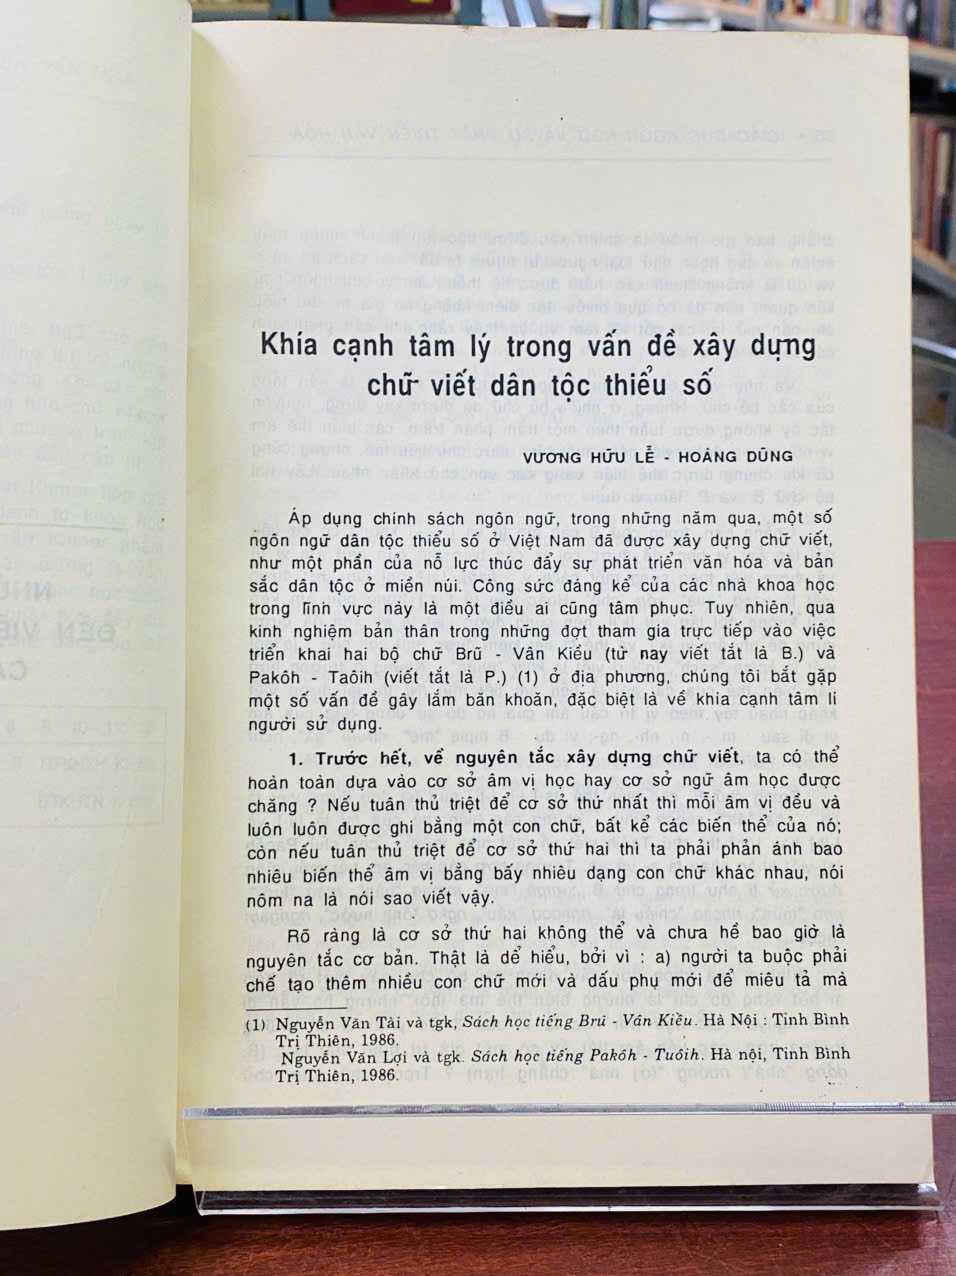 Khía cạnh tâm lý trong vấn đề xây dựng
chữ viết dân tộc thiểu số
VƯƠNG HỮU LỄ - HOÀNG DŨNG
Áp dụng chính sách ngôn ngữ, trong những năm qua, một số
ngôn ngữ dân tộc thiểu số ở Việt Nam đã được xây dựng chữ viết,
như một phần của nỗ lực thúc đẩy sự phát triển văn hóa và bản
sắc dân tộc ở miền núi. Công sức đáng kể của các nhà khoa học
trong lĩnh vực này là một điều ai cũng tâm phục. Tuy nhiên, qua
kinh nghiệm bản thân trong những đợt tham gia trực tiếp vào việc
triển khai hai bộ chữ Brũ - Vân Kiều (từ nay viết tắt là B.) và
Pakôh - Taôih (viết tắt là P.) (1) ở địa phương, chúng tôi bắt gặp
một số vấn đề gây lắm băn khoăn, đặc biệt là về khía cạnh tâm lí
người sử dụng.
1. Trước hết, về nguyên tắc xây dựng chữ viết, ta có thể
hoàn toàn dựa vào cơ sở âm vị học hay cơ sở ngữ âm học được
chăng ? Nếu tuân thủ triệt để cơ sở thứ nhất thì mỗi âm vị đều và
luôn luôn được ghi bằng một con chữ, bất kể các biến thể của nó;
còn nếu tuân thủ triệt để cơ sở thứ hai thì ta phải phản ánh bao
nhiêu biến thể âm vị bằng bấy nhiêu dạng con chữ khác nhau, nói
nôm na là nói sao viết vậy.
Rõ ràng là cơ sở thứ hai không thể và chưa hề bao giờ là
nguyên tắc cơ bản. Thật là dể hiểu, bởi vì : a) người ta buộc phải
chế tạo thêm nhiều con chữ mới và dấu phụ mới để miêu tả mà
(1) Nguyễn Văn Tài và tgk, Sách học tiếng Brũ - Vân Kiều. Hà Nội : Tỉnh Bình
Trị Thiên, 1986.
Nguyễn Văn Lợi và tgk. Sách học tiếng Pakôh - Tuôih. Hà nội, Tỉnh Bình
Trị Thiên, 1986.